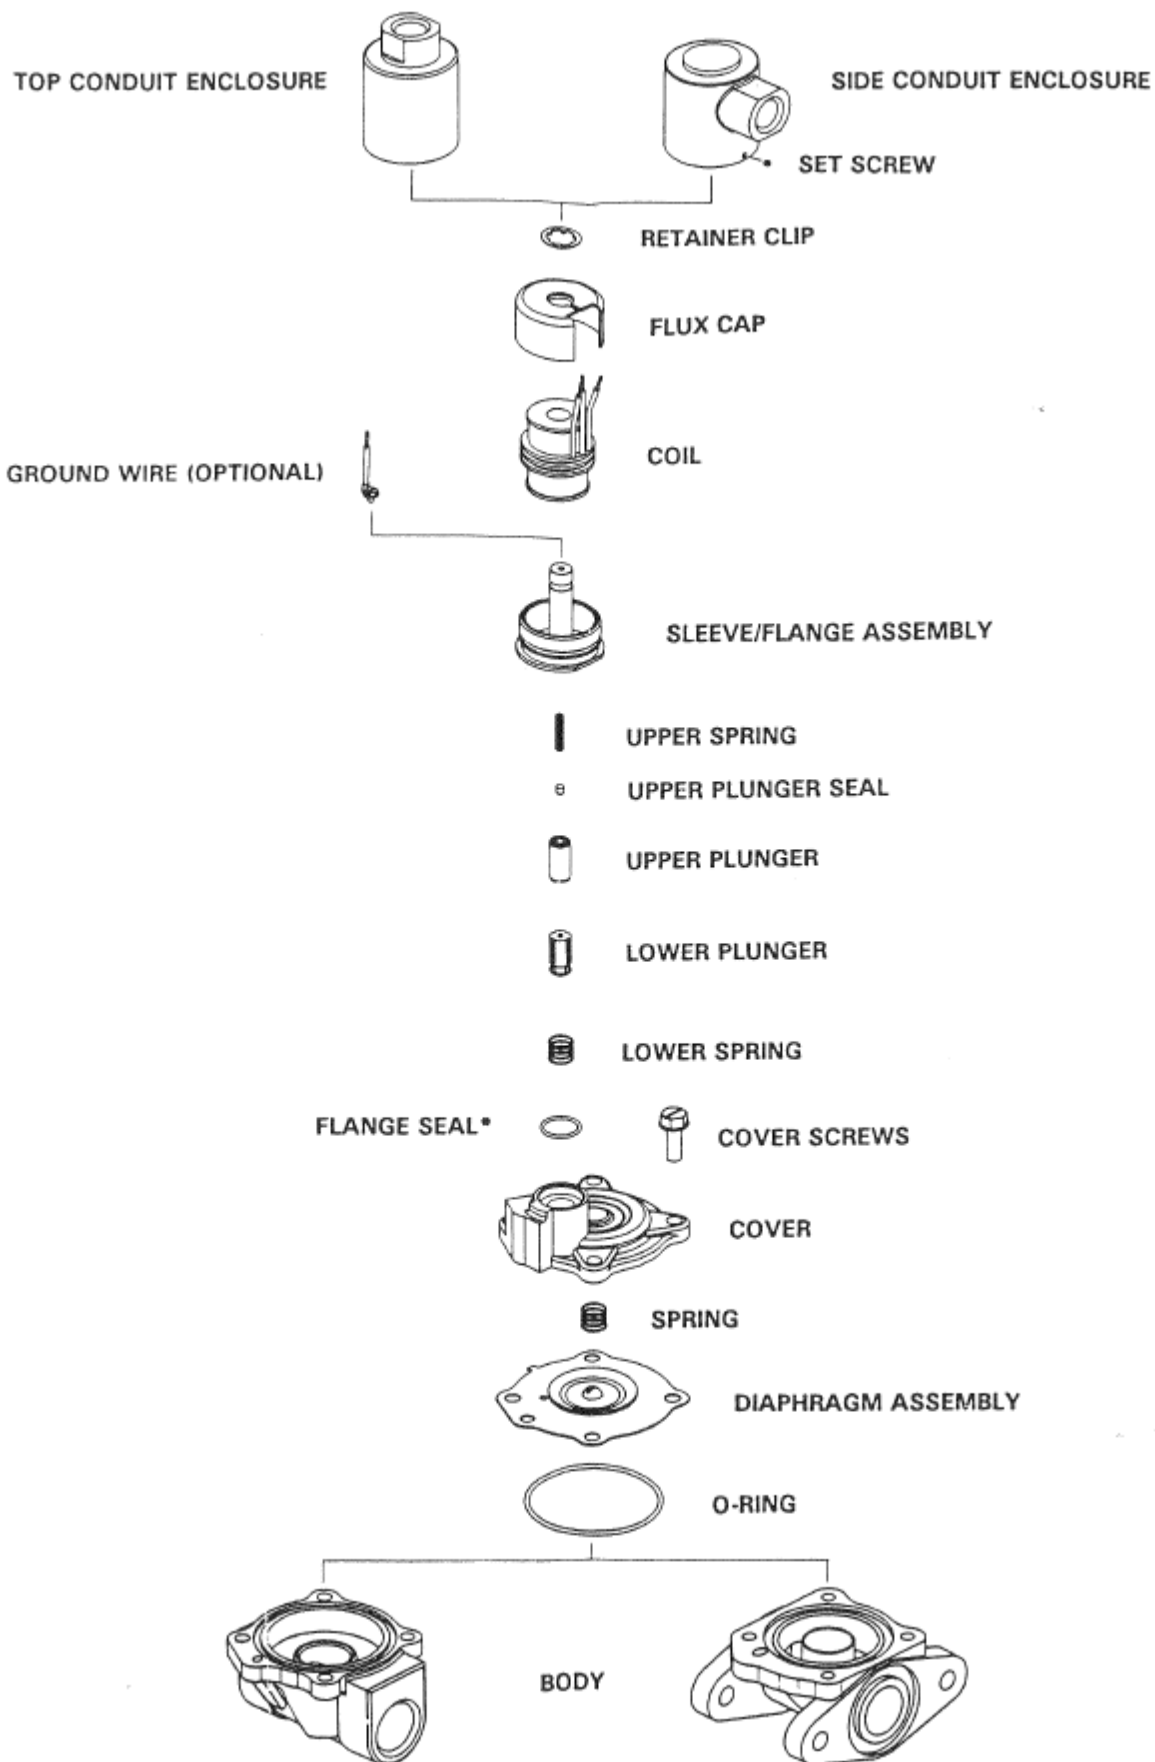 TOP CONDUIT ENCLOSURE
SIDE CONDUIT ENCLOSURE
• SET SCREW
RETAINER CLIP
FLUX CAP
COIL
GROUND WIRE (OPTIONAL)
SLEEVE/FLANGE ASSEMBLY
UPPER SPRING
UPPER PLUNGER SEAL
UPPER PLUNGER
LOWER PLUNGER
LOWER SPRING
FLANGE SEAL•
COVER SCREWS
COVER
SPRING
DIAPHRAGM ASSEMBLY
O-RING
BODY